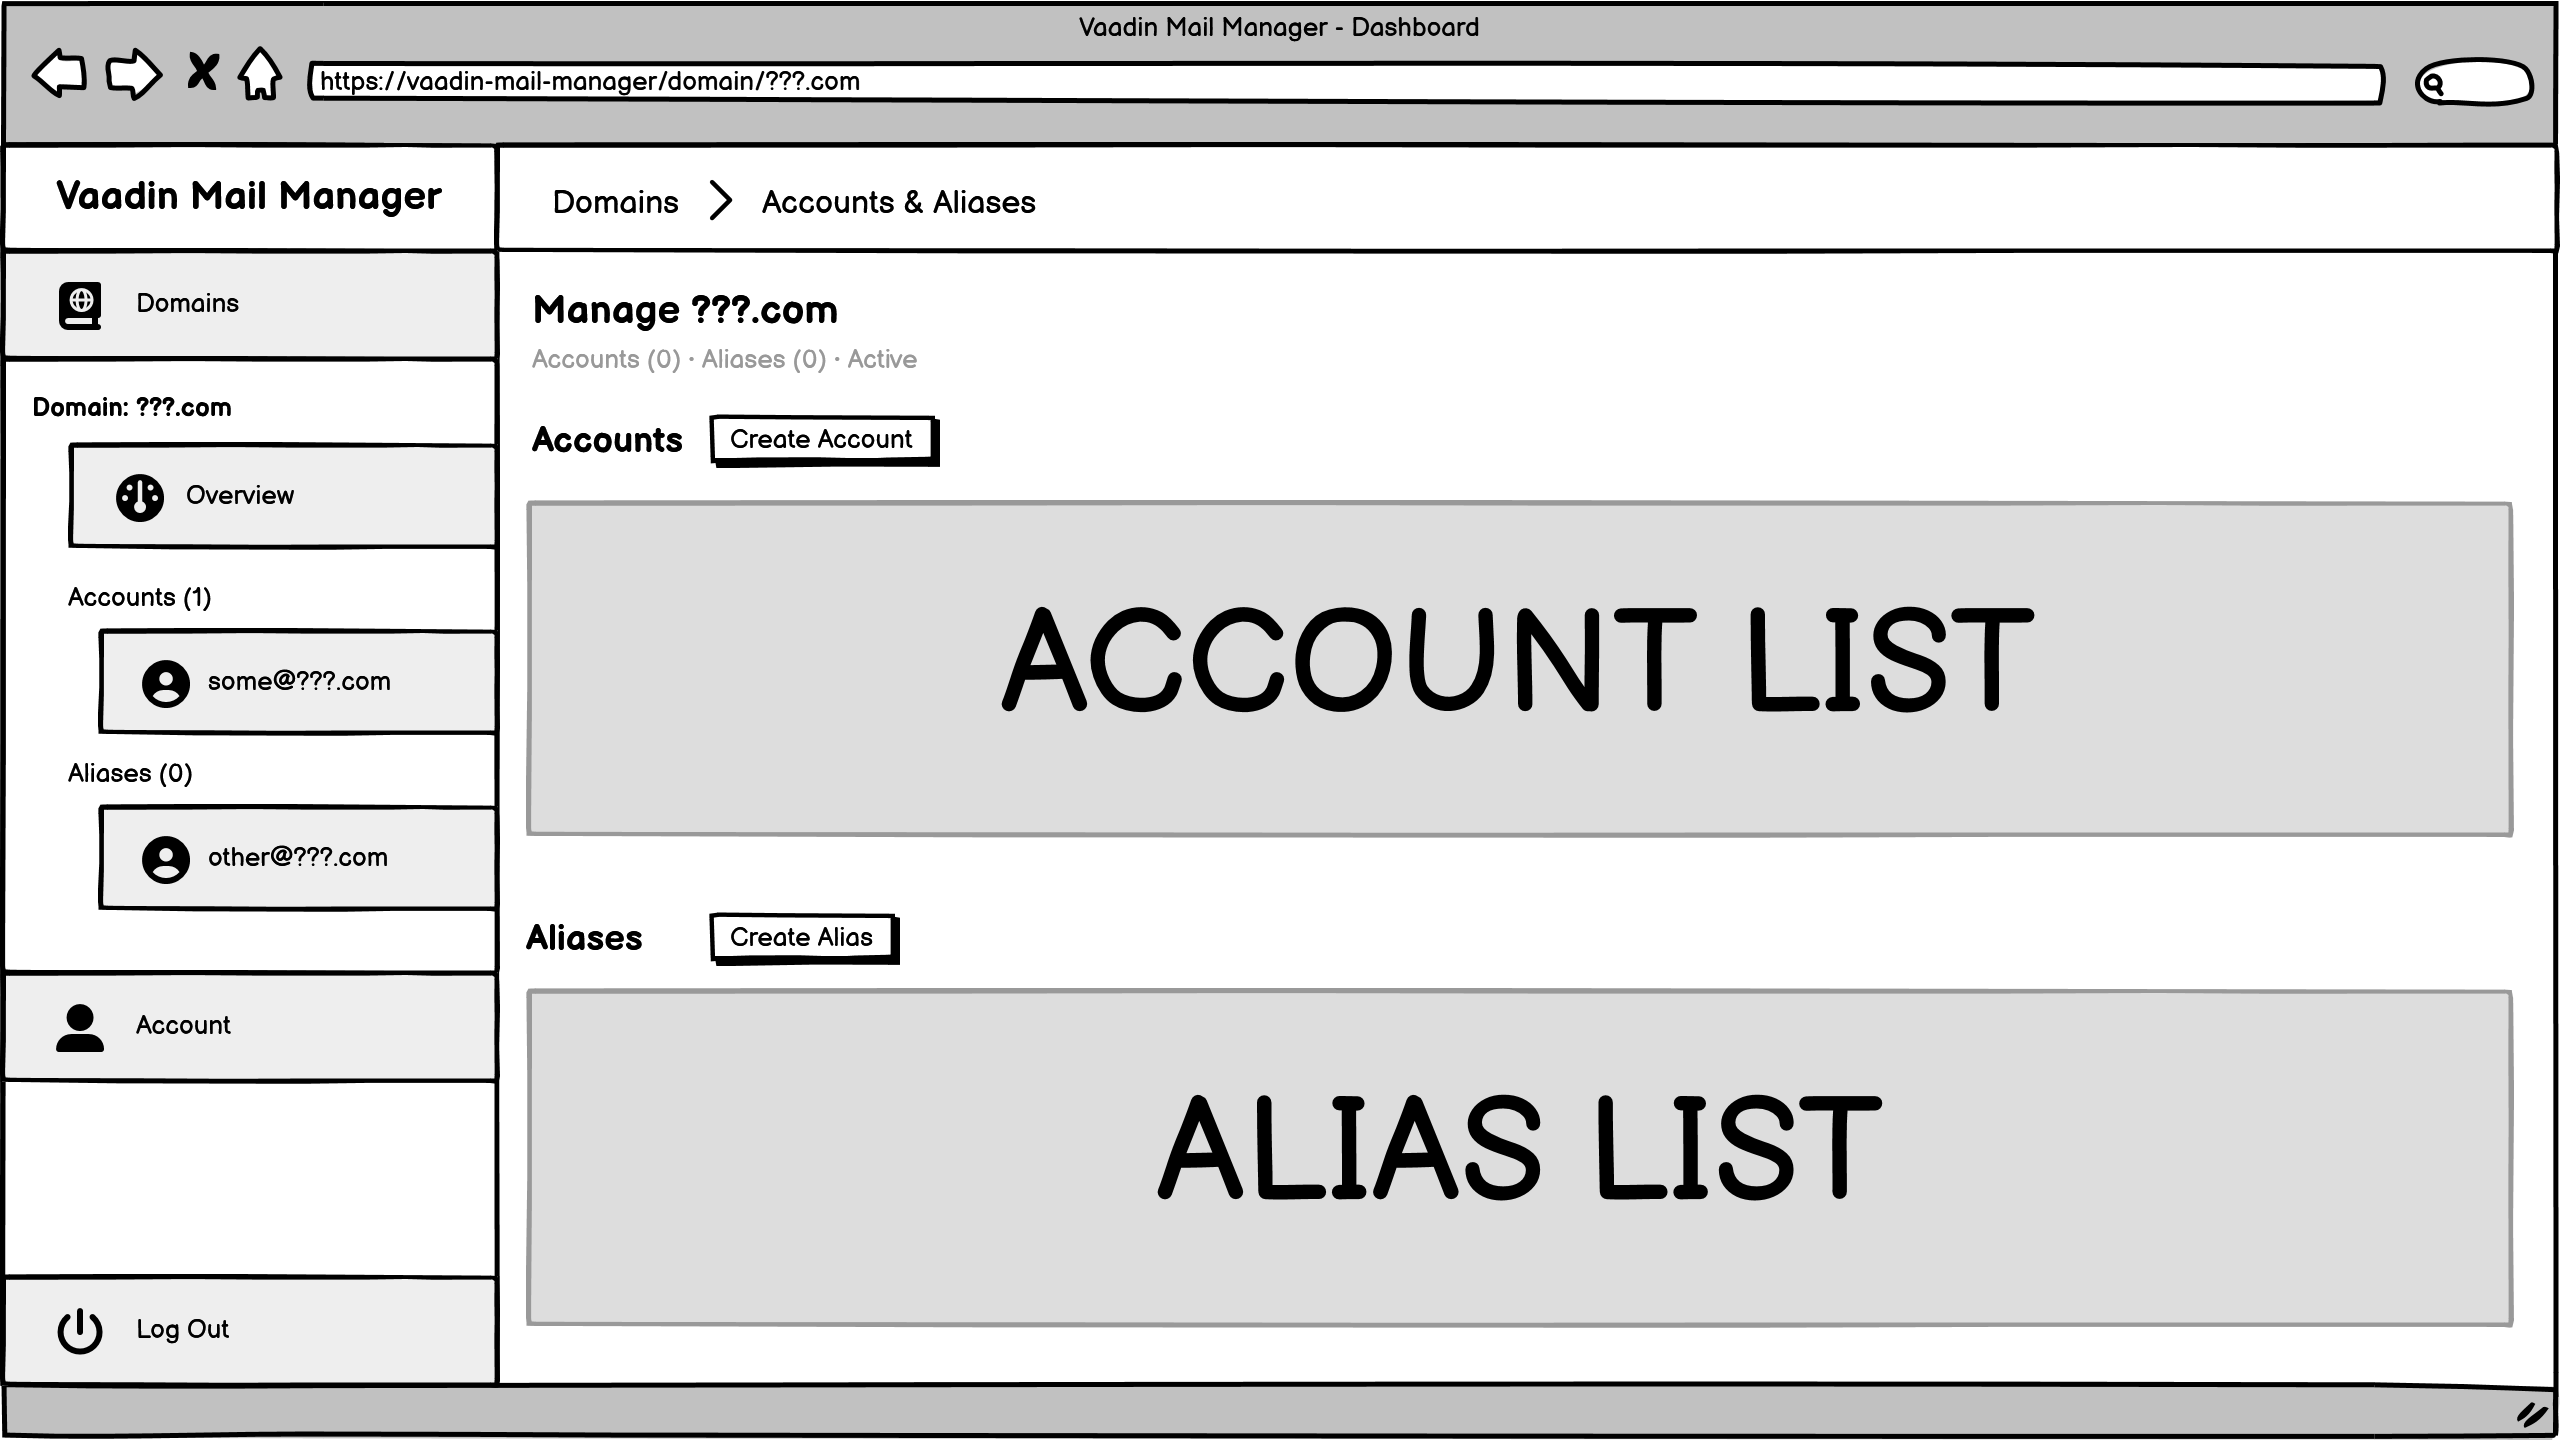 Vaadin Mail Manager - Dashboard
https://vaadin-mail-manager/domain/???.com
Vaadin Mail Manager
Domains > Accounts & Aliases
Domains
Domain: ???.com
Overview
Accounts (1)
some@???.com
Aliases (0)
other@???.com
Account
Log Out
Manage ???.com
Accounts (0) · Aliases (0) · Active
Accounts
Create Account
ACCOUNT LIST
Aliases
Create Alias
ALIAS LIST